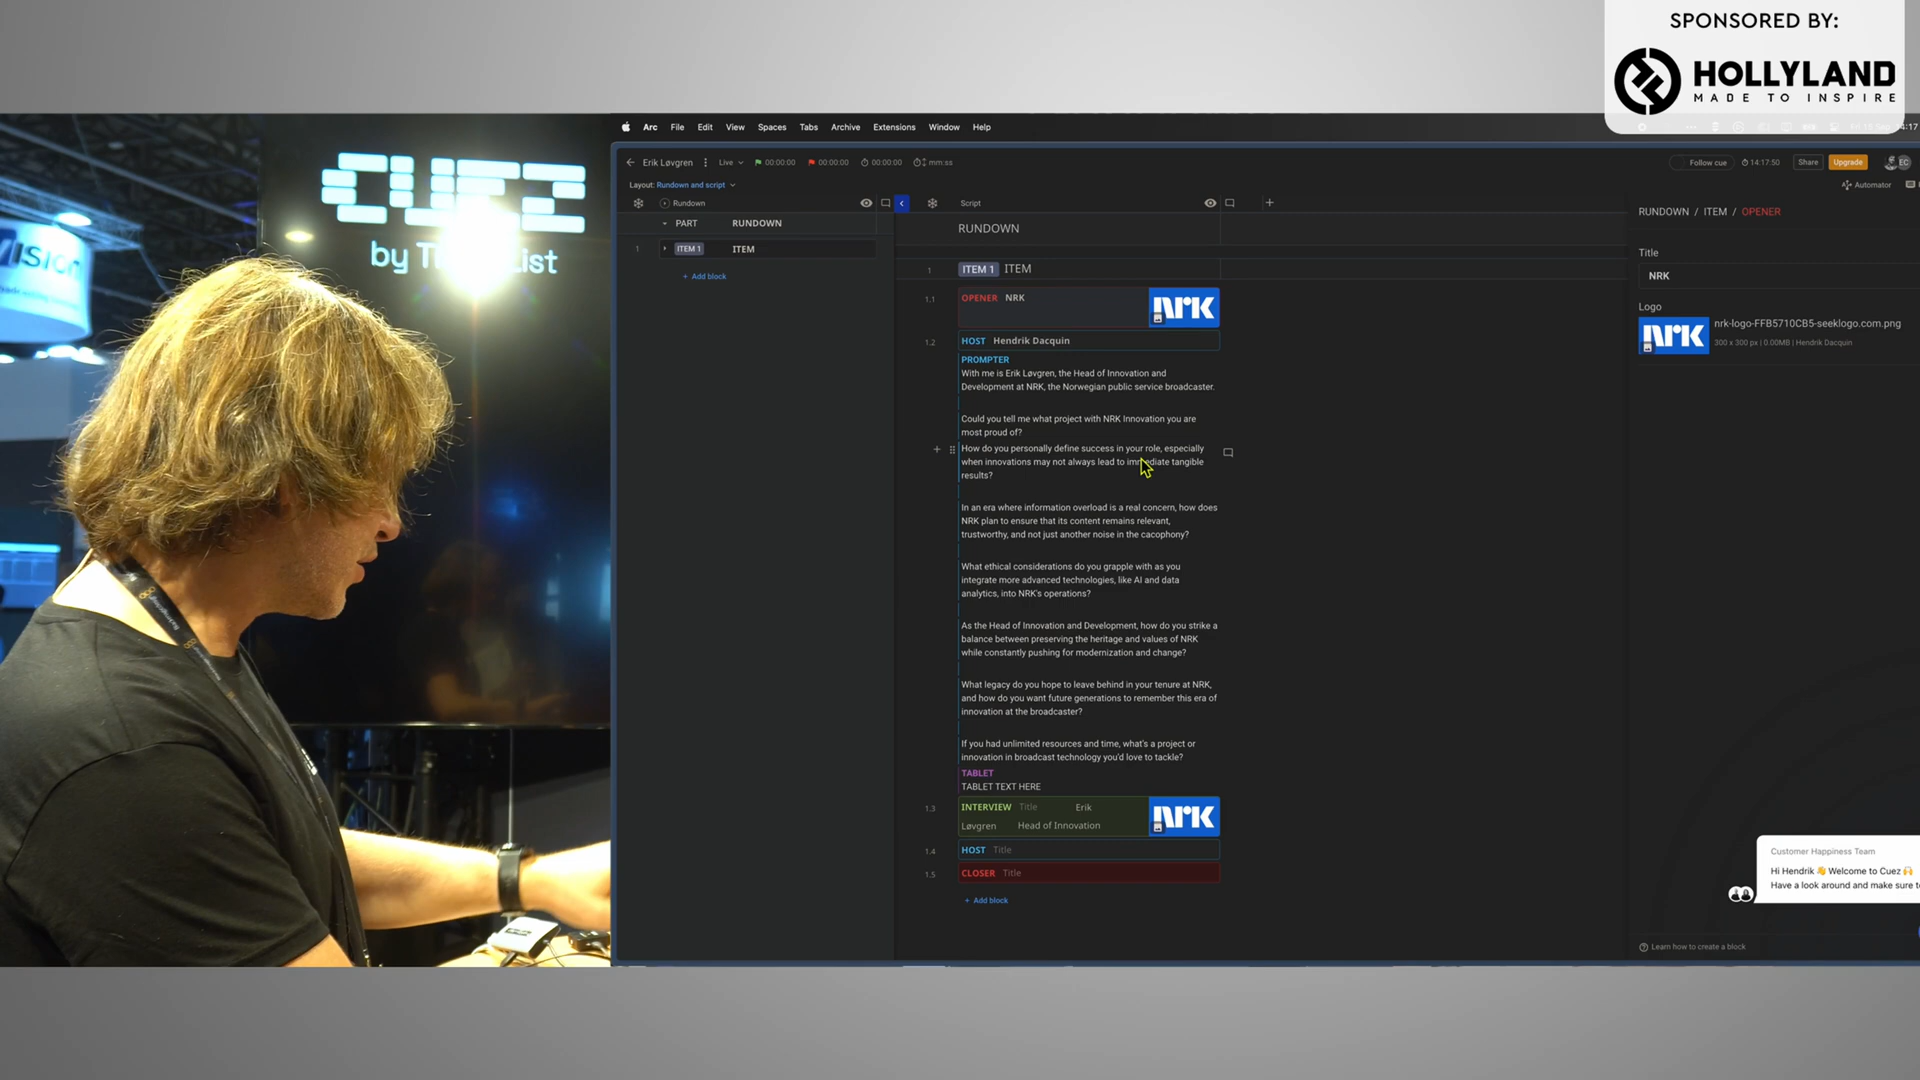 SPONSORED BY:
HOLLYLAND
MADE TO INSPIRE
CUEZ
by
vision
Arc File Edit View Spaces Tabs Archive Extensions Window Help
14:17
Erik Løvgren Live 00:00:00 00:00:00 00:00:00 mm:ss
Follow cue 14:17:50 Share Upgrade EC
Layout: Rundown and script
Automator
Rundown
PART RUNDOWN
1 ITEM 1 ITEM
+ Add block
Script
RUNDOWN
1 ITEM 1 ITEM
1.1 OPENER NRK
nrk
1.2 HOST Hendrik Dacquin
PROMPTER
With me is Erik Løvgren, the Head of Innovation and
Development at NRK, the Norwegian public service broadcaster.
Could you tell me what project with NRK Innovation you are
most proud of?
How do you personally define success in your role, especially
when innovations may not always lead to immediate tangible
results?
In an era where information overload is a real concern, how does
NRK plan to ensure that its content remains relevant,
trustworthy, and not just another noise in the cacophony?
What ethical considerations do you grapple with as you
integrate more advanced technologies, like AI and data
analytics, into NRK's operations?
As the Head of Innovation and Development, how do you strike a
balance between preserving the heritage and values of NRK
while constantly pushing for modernization and change?
What legacy do you hope to leave behind in your tenure at NRK,
and how do you want future generations to remember this era of
innovation at the broadcaster?
If you had unlimited resources and time, what's a project or
innovation in broadcast technology you'd love to tackle?
TABLET
TABLET TEXT HERE
1.3 INTERVIEW Title Erik
Løvgren Head of Innovation
nrk
1.4 HOST Title
1.5 CLOSER Title
+ Add block
RUNDOWN / ITEM / OPENER
Title
NRK
Logo
nrk
nrk-logo-FFB5710CB5-seeklogo.com.png
300 x 300 px | 0.00MB | Hendrik Dacquin
Customer Happiness Team
Hi Hendrik 👋 Welcome to Cuez 🙌
Have a look around and make sure
Learn how to create a block